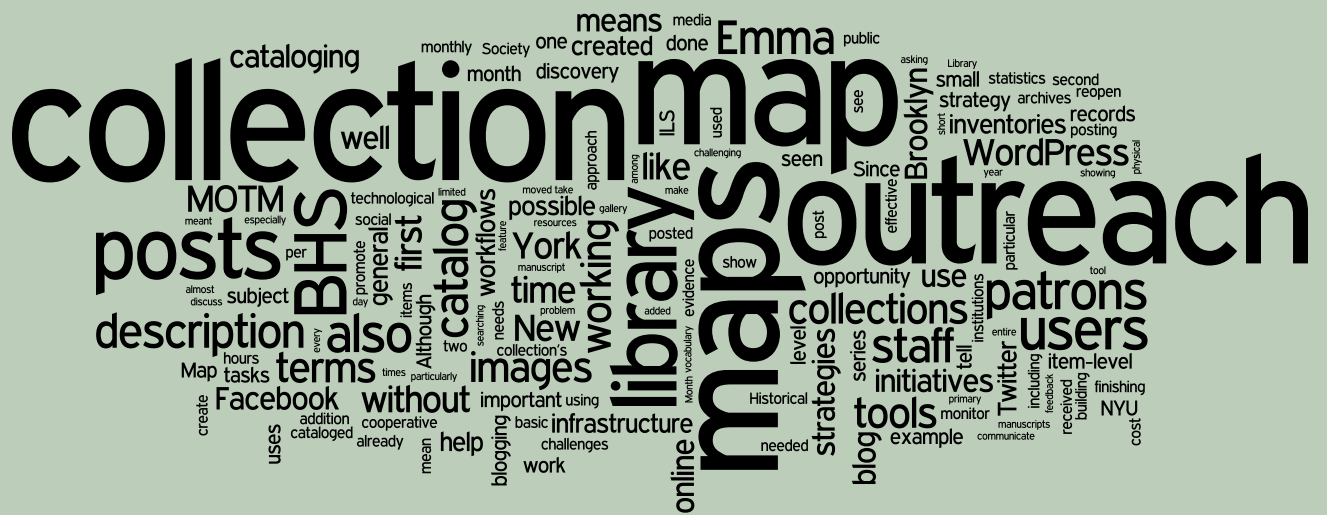 means
media
monthly
Society
one
created
done
Emma
public
cataloging
month
discovery
collection
map
well
ILS
used
see
asking
Library
small
statistics
second
reopen
strategy
archives
Brooklyn
short
inventories
records
posting
approach
among
like
challenging
make
seen
Since
WordPress
year
showing
physical
MOTM
meant
especially
technological
limited
moved
take
possible
gallery
resources
outreach
post
effective
particular
posts
per
BHS
social
promote
general
first
catalog
workflows
feature
York
manuscript
working
library
posted
maps
show
opportunity
use
institutions
tool
patrons
almost
discuss
subject
day
items
Although
time
problem
evidence
added
collections
description
every
also
two
searching
needs
New
collection's
vocabulary
Month
level
strategies
series
staff
tell
entire
users
hours
Map
tasks
terms
times
particularly
images
initiatives
Twitter
item-level
including
feedback
received
building
finishing
create
Facebook
without
important
using
Historical
tools
primary
monitor
NYU
cost
uses
addition
cataloged
cooperative
already
mean
help
blogging
basic
infrastructure
challenges
work
online
needed
blog
example
manuscripts
communicate